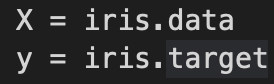 X = iris.data
y = iris.target